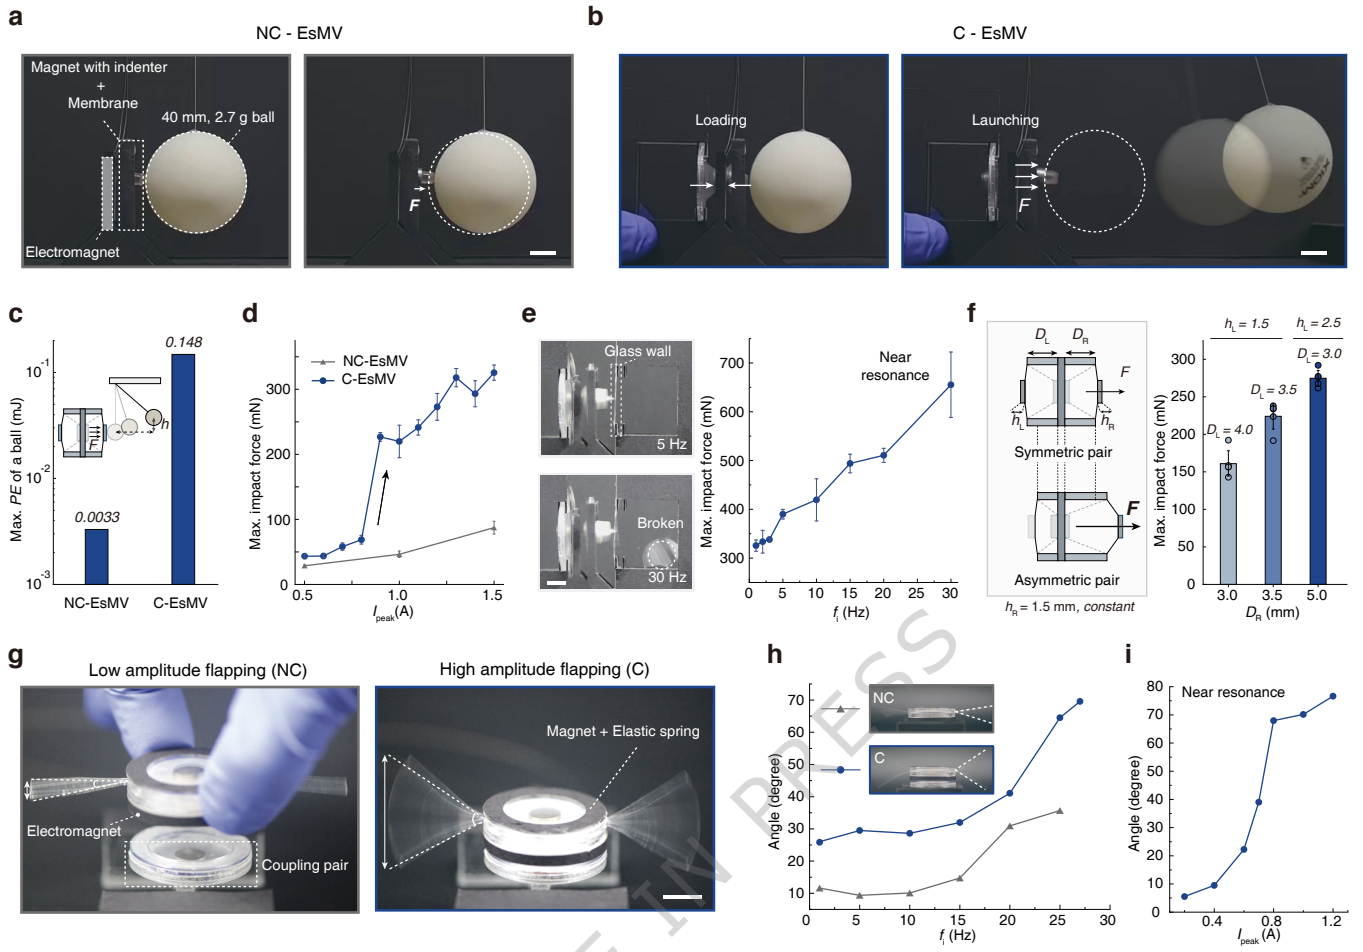 a
NC - EsMV
Magnet with indenter
+
Membrane
40 mm, 2.7 g ball
Electromagnet
F
b
C - EsMV
Loading
Launching
F
c
Max. PE of a ball (mJ)
10-1
10-2
10-3
0.148
0.0033
h
F
NC-EsMV
C-EsMV
d
Max. impact force (mN)
300
200
100
0
NC-EsMV
C-EsMV
0.5
1.0
1.5
Ipeak(A)
e
Glass wall
5 Hz
Broken
30 Hz
Max. impact force (mN)
700
600
500
400
300
Near
resonance
0
5
10
15
20
25
30
fi (Hz)
f
DL
DR
F
hL
hR
Symmetric pair
F
Asymmetric pair
hR = 1.5 mm, constant
Max. impact force (mN)
300
250
200
150
100
50
0
hL = 1.5
hL = 2.5
DL = 4.0
DL = 3.5
DL = 3.0
3.0
3.5
5.0
DR (mm)
g
Low amplitude flapping (NC)
Electromagnet
Coupling pair
High amplitude flapping (C)
Magnet + Elastic spring
h
Angle (degree)
70
60
50
40
30
20
10
NC
C
0
5
10
15
20
25
30
fi (Hz)
i
Near resonance
Angle (degree)
80
70
60
50
40
30
20
10
0
0.4
0.8
1.2
Ipeak (A)
E IN PRESS